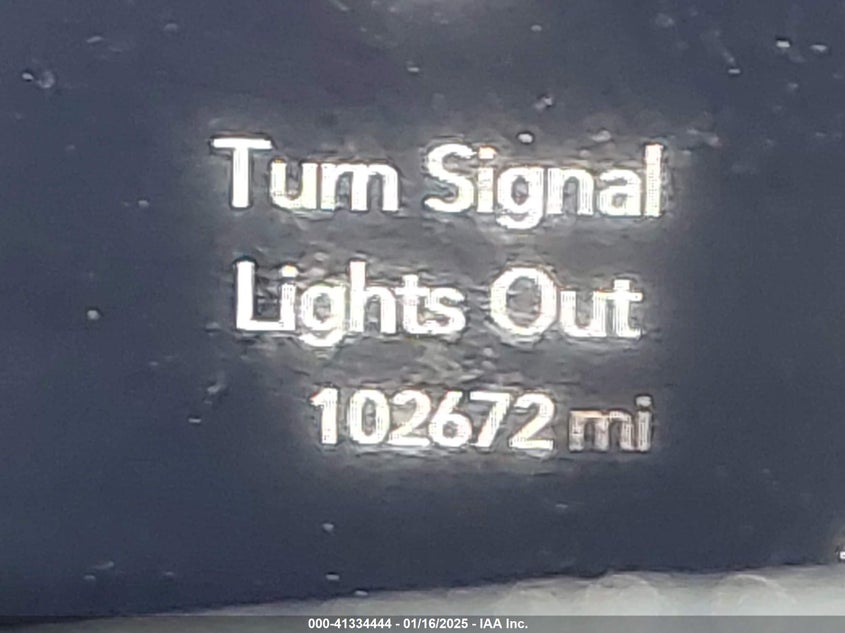 Turn Signal
Lights Out
102672 mi
000-41334444 - 01/16/2025 - IAA Inc.